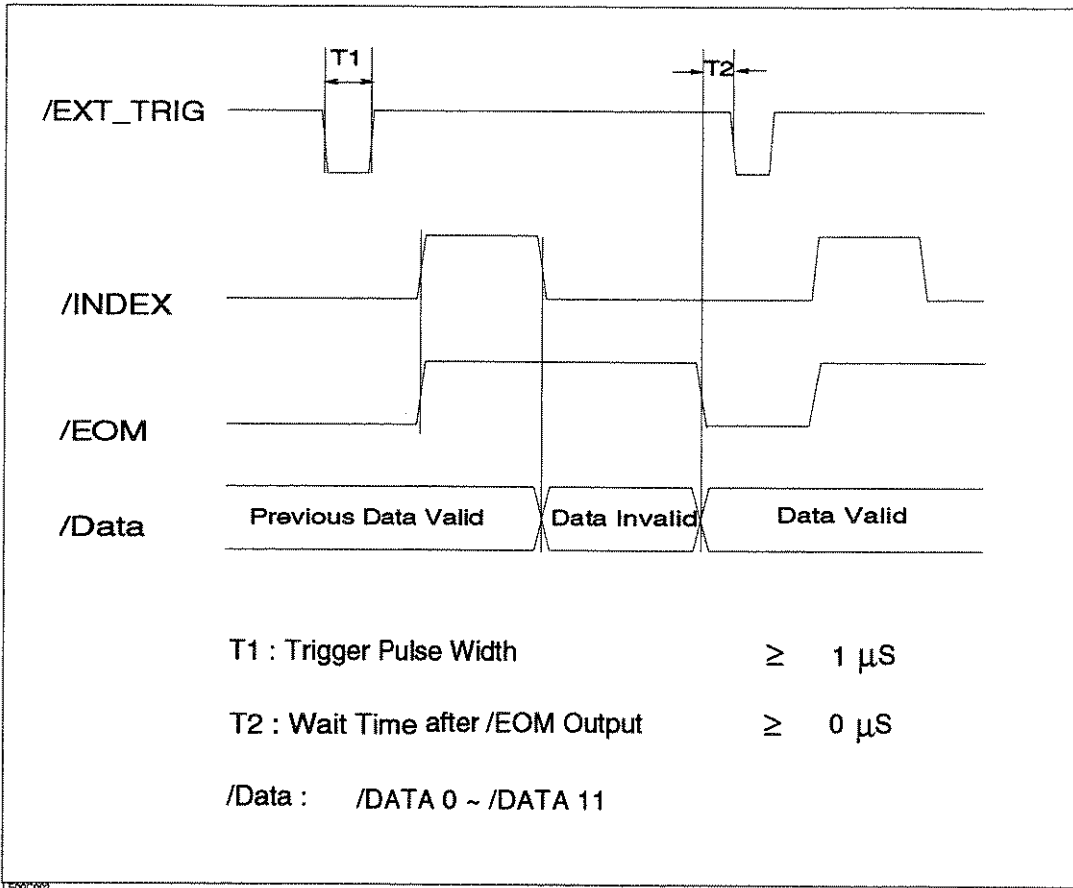 T1
T2
/EXT_TRIG
/INDEX
/EOM
/Data
Previous Data Valid
Data Invalid
Data Valid
T1 : Trigger Pulse Width ≥ 1 μS
T2 : Wait Time after /EOM Output ≥ 0 μS
/Data : /DATA 0 ~ /DATA 11